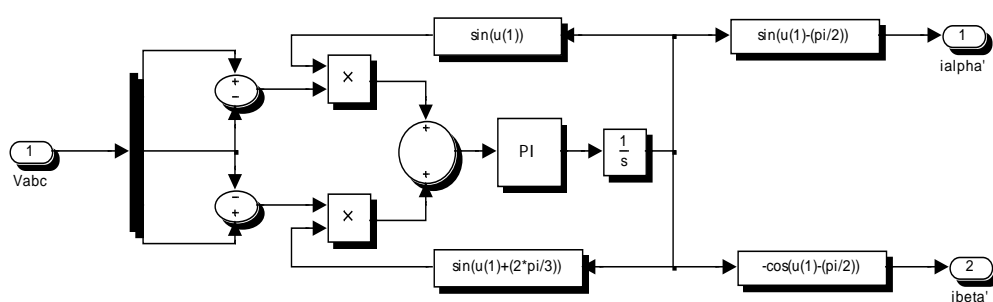 sin(u(1))
sin(u(1)-(pi/2))
1
ialpha'
+
−
×
+
1
Vabc
PI
1
s
+
−
+
×
sin(u(1)+(2*pi/3))
-cos(u(1)-(pi/2))
2
ibeta'